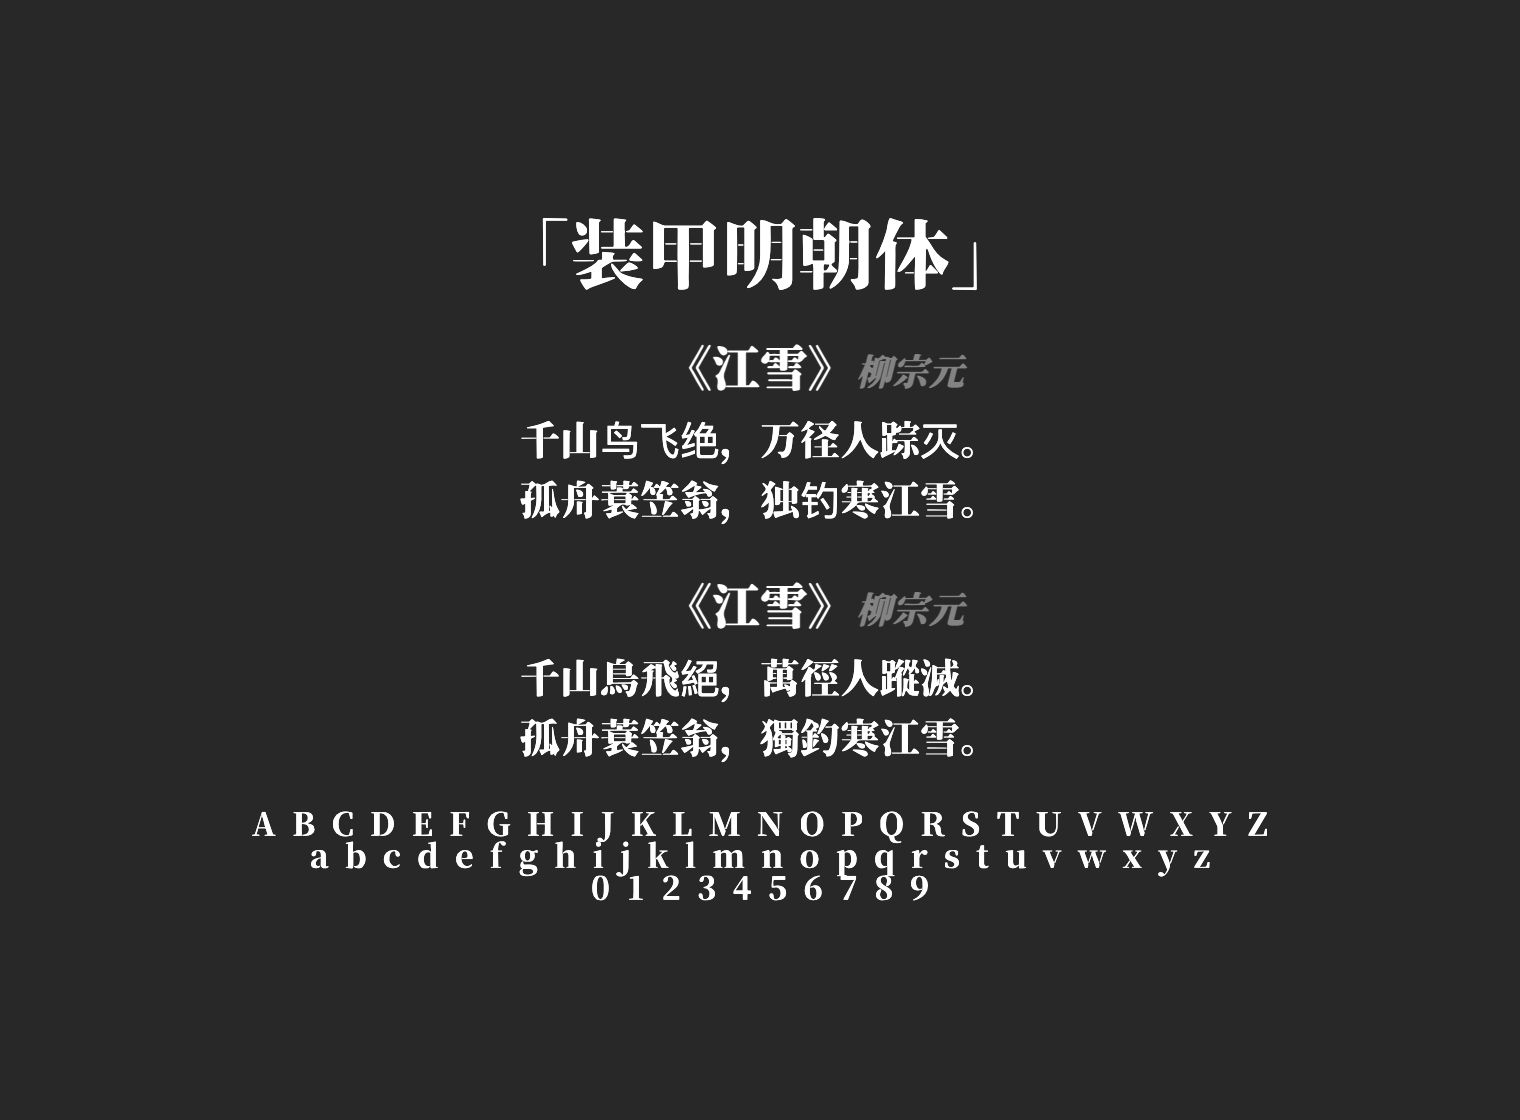 「装甲明朝体」
《江雪》柳宗元
千山鸟飞绝，万径人踪灭。
孤舟蓑笠翁，独钓寒江雪。
《江雪》柳宗元
千山鳥飛絕，萬徑人蹤滅。
孤舟蓑笠翁，獨釣寒江雪。
A B C D E F G H I J K L M N O P Q R S T U V W X Y Z
a b c d e f g h i j k l m n o p q r s t u v w x y z
0 1 2 3 4 5 6 7 8 9